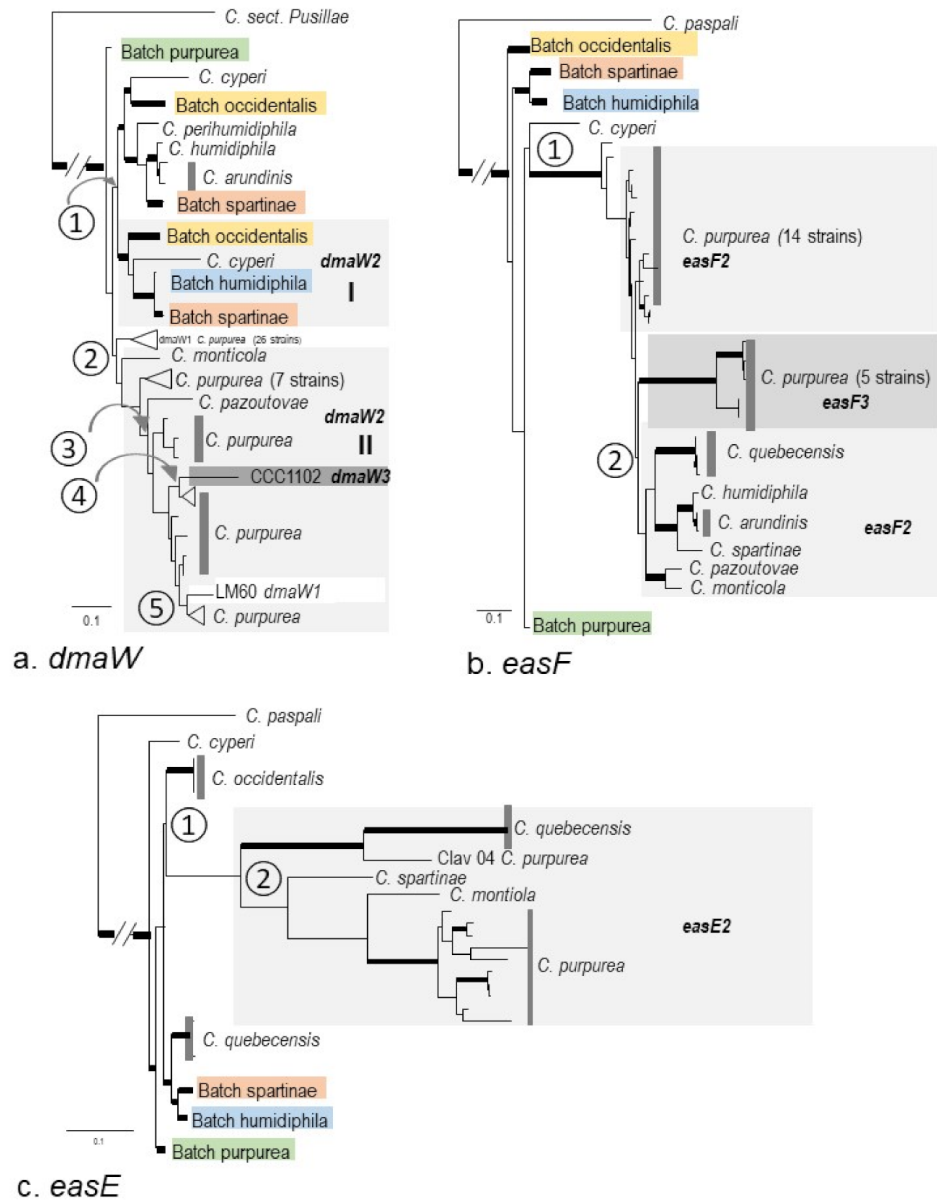 C. sect. Pusillae
Batch purpurea
C. cyperi
Batch occidentalis
C. perihumidiphila
C. humidiphila
C. arundinis
Batch spartinae
1
Batch occidentalis
C. cyperi
dmaW2
I
Batch humidiphila
Batch spartinae
dmaW1 C. purpurea (26 strains)
2
C. monticola
C. purpurea (7 strains)
C. pazoutovae
dmaW2
II
3
C. purpurea
4
CCC1102 dmaW3
C. purpurea
LM60 dmaW1
5
C. purpurea
0.1
a. dmaW
C. paspali
Batch occidentalis
Batch spartinae
Batch humidiphila
C. cyperi
1
C. purpurea (14 strains)
easF2
C. purpurea (5 strains)
easF3
2
C. quebecensis
C. humidiphila
C. arundinis
easF2
C. spartinae
C. pazoutovae
C. monticola
0.1
Batch purpurea
b. easF
C. paspali
C. cyperi
C. occidentalis
1
C. quebecensis
Clav 04 C. purpurea
2
C. spartinae
C. montiola
easE2
C. purpurea
C. quebecensis
Batch spartinae
Batch humidiphila
0.1
Batch purpurea
c. easE